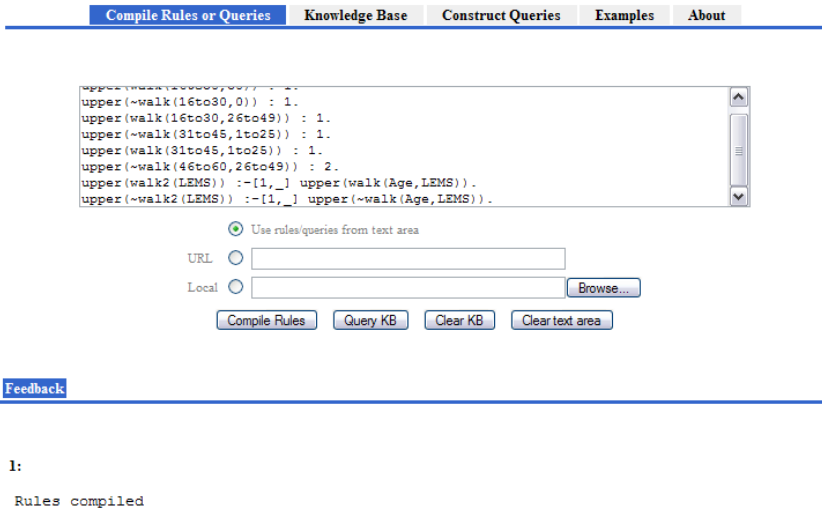 Compile Rules or Queries Knowledge Base Construct Queries Examples About
upper(~walk(16to30,0)) : 1.
upper(walk(16to30,26to49)) : 1.
upper(~walk(31to45,1to25)) : 1.
upper(walk(31to45,1to25)) : 1.
upper(~walk(46to60,26to49)) : 2.
upper(walk2(LEMS)) :-[1,_] upper(walk(Age,LEMS)).
upper(~walk2(LEMS)) :-[1,_] upper(~walk(Age,LEMS)).
Use rules/queries from text area
URL
Local Browse...
Compile Rules Query KB Clear KB Clear text area
Feedback
1:
Rules compiled